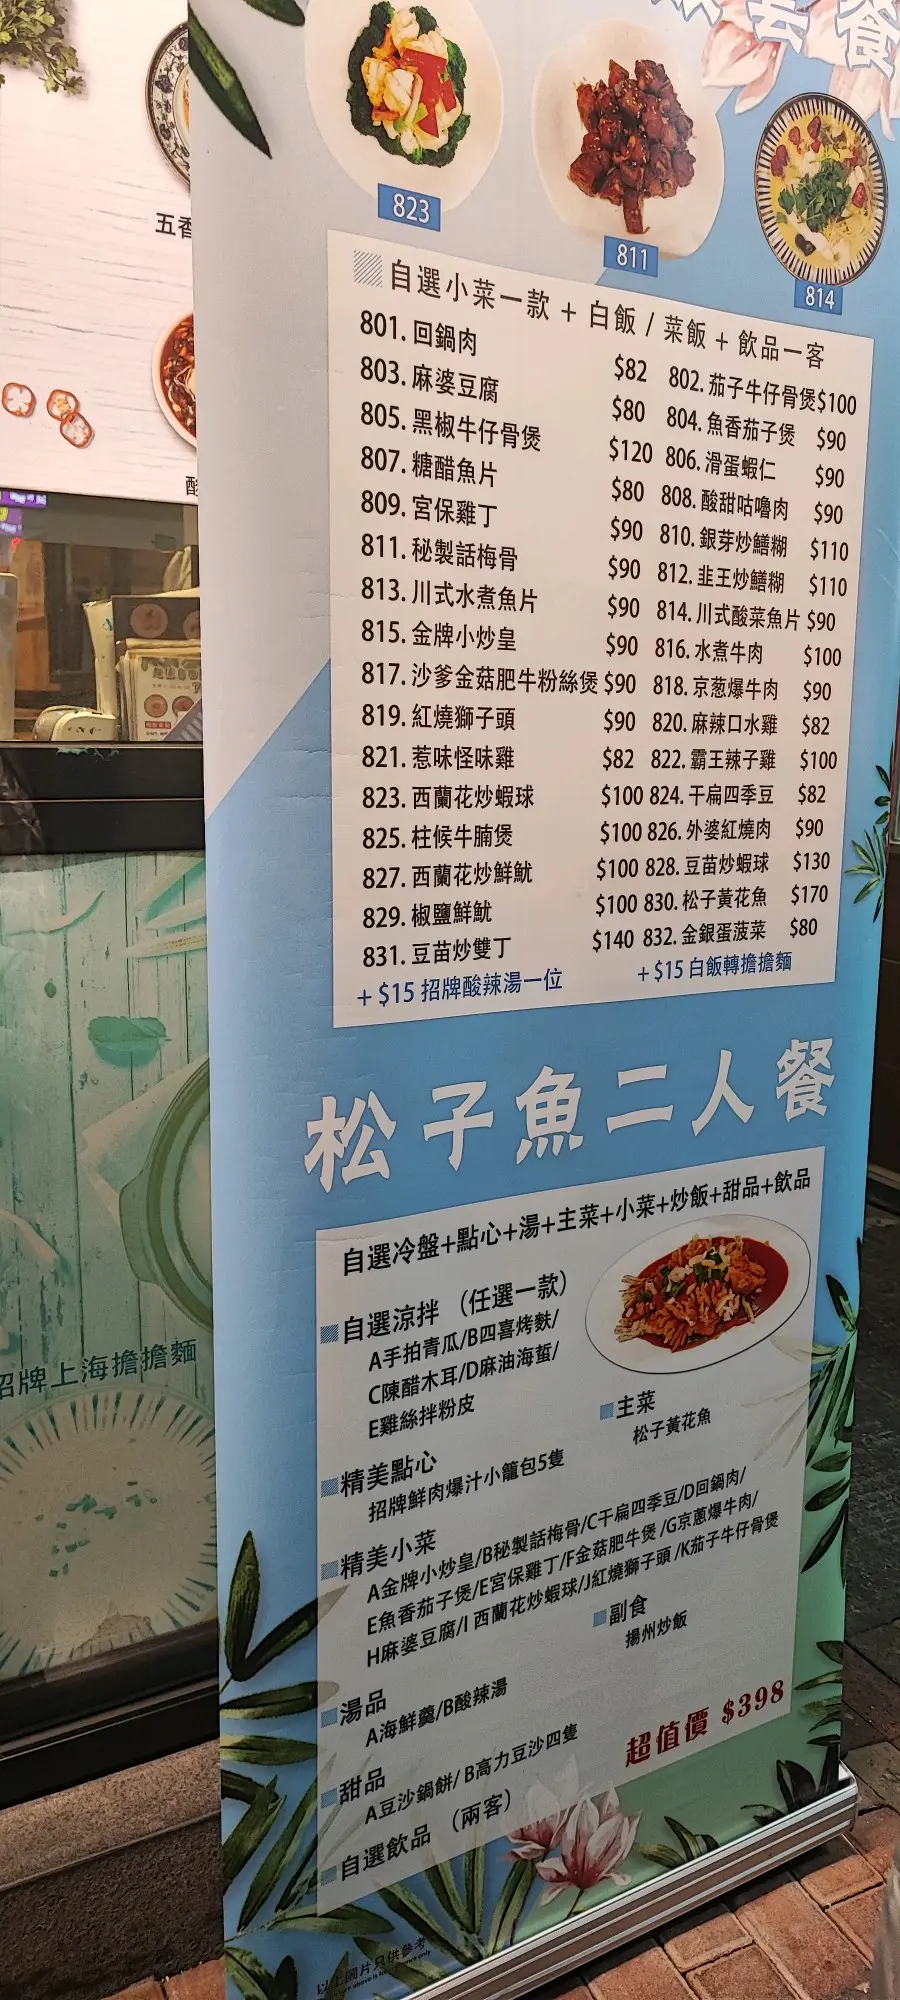 餐
823
811
814
五香
自選小菜一款 + 白飯 / 菜飯 + 飲品一客
801. 回鍋肉 $82 802. 茄子牛仔骨煲 $100
803. 麻婆豆腐 $80 804. 魚香茄子煲 $90
805. 黑椒牛仔骨煲 $120 806. 滑蛋蝦仁 $90
807. 糖醋魚片 $80 808. 酸甜咕嚕肉 $90
809. 宮保雞丁 $90 810. 銀芽炒鱔糊 $110
811. 秘製話梅骨 $90 812. 韭王炒鱔糊 $110
813. 川式水煮魚片 $90 814. 川式酸菜魚片 $90
815. 金牌小炒皇 $90 816. 水煮牛肉 $100
817. 沙爹金菇肥牛粉絲煲 $90 818. 京葱爆牛肉 $90
819. 紅燒獅子頭 $90 820. 麻辣口水雞 $82
821. 惹味怪味雞 $82 822. 霸王辣子雞 $100
823. 西蘭花炒蝦球 $100 824. 干扁四季豆 $82
825. 柱候牛腩煲 $100 826. 外婆紅燒肉 $90
827. 西蘭花炒鮮魷 $100 828. 豆苗炒蝦球 $130
829. 椒鹽鮮魷 $100 830. 松子黃花魚 $170
831. 豆苗炒雙丁 $140 832. 金銀蛋菠菜 $80
+ $15 招牌酸辣湯一位 + $15 白飯轉擔擔麵
松子魚二人餐
自選冷盤+點心+湯+主菜+小菜+炒飯+甜品+飲品
自選涼拌 （任選一款）
A手拍青瓜/B四喜烤麩/
C陳醋木耳/D麻油海蜇/
E雞絲拌粉皮
主菜
松子黃花魚
精美點心
招牌鮮肉爆汁小籠包5隻
精美小菜
A金牌小炒皇/B秘製話梅骨/C干扁四季豆/D回鍋肉/
E魚香茄子煲/E宮保雞丁/F金菇肥牛煲 /G京蔥爆牛肉/
H麻婆豆腐/I 西蘭花炒蝦球/J紅燒獅子頭 /K茄子牛仔骨煲
副食
揚州炒飯
湯品
A海鮮羹/B酸辣湯
甜品
A豆沙鍋餅/ B高力豆沙四隻
自選飲品 （兩客）
超值價 $398
以上圖片只供參考
招牌上海擔擔麵